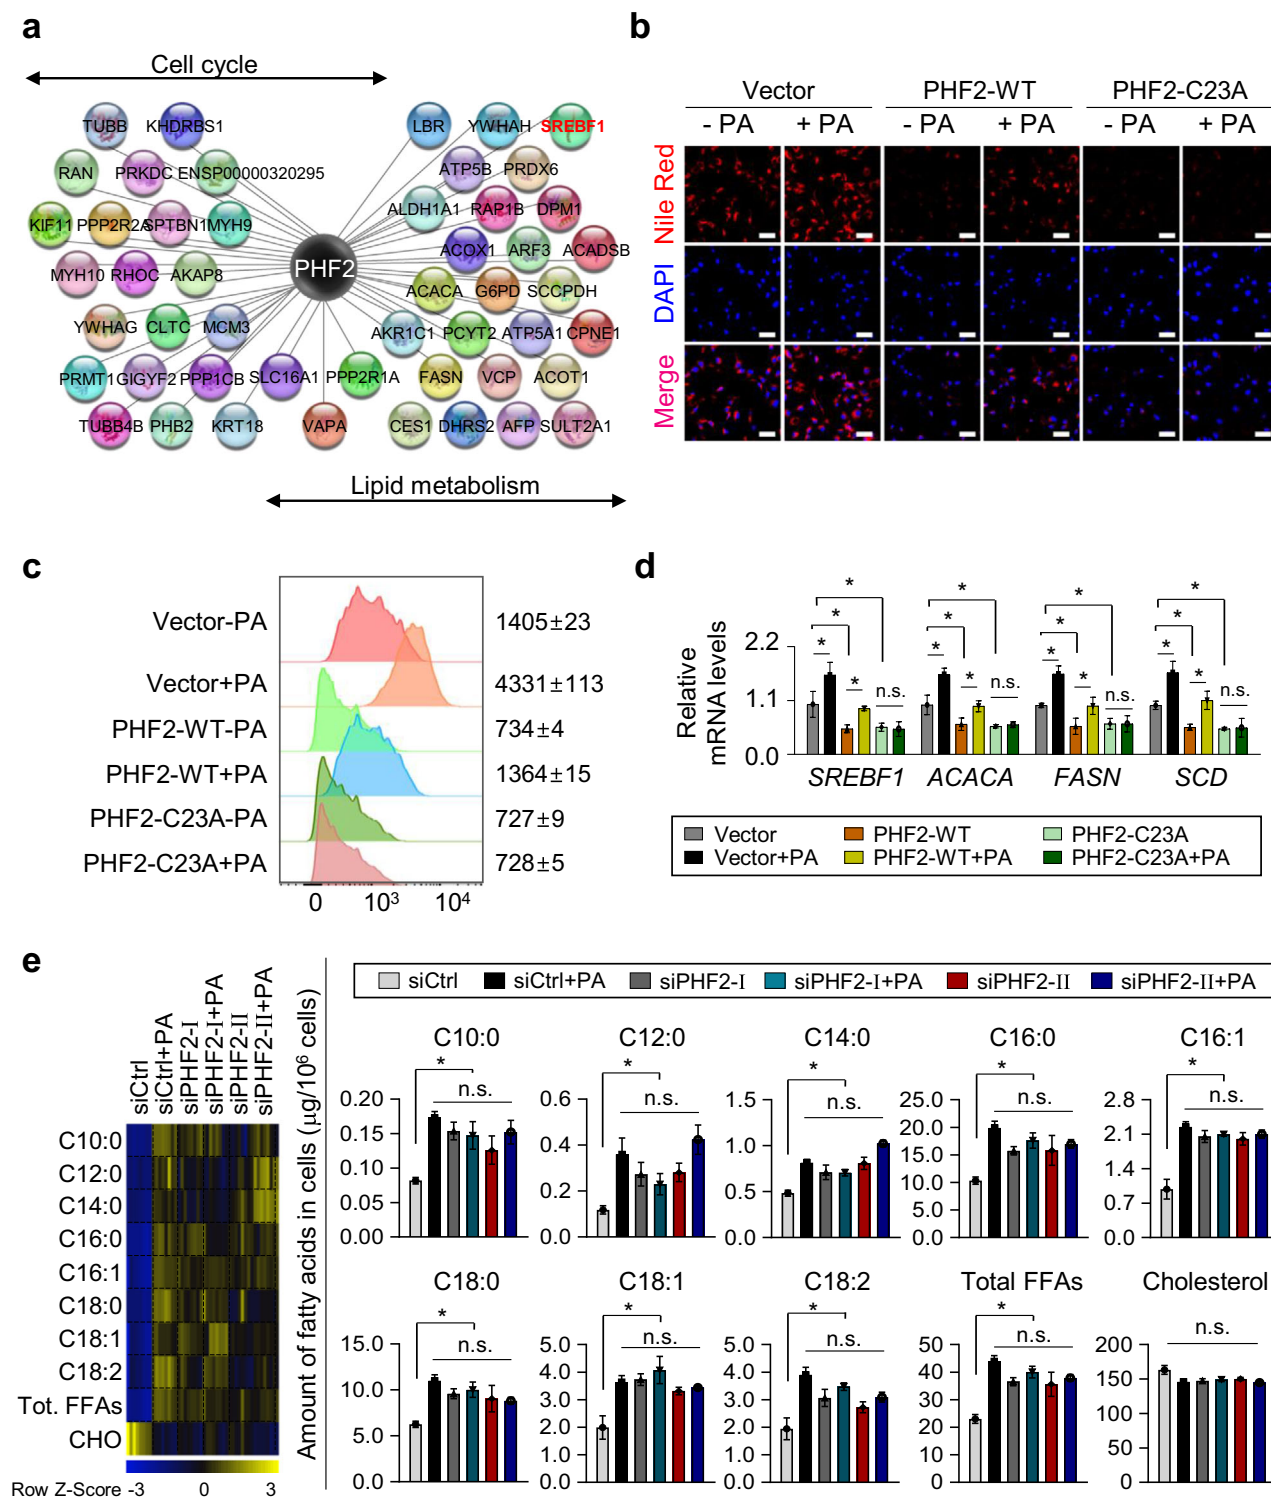 a
Cell cycle
TUBB KHDRBS1 LBR YWHAH SREBF1
RAN PRKDC ENSP00000320295 ATP5B PRDX6
ALDH1A1 RAP1B DPM1
KIF11 PPP2R2A SPTBN1 MYH9
ACOX1 ARF3 ACADSB
PHF2
MYH10 RHOC AKAP8
ACACA G6PD SCCPDH
YWHAG CLTC MCM3 AKR1C1 PCYT2 ATP5A1 CPNE1
PRMT1 GIGYF2 PPP1CB SLC16A1 PPP2R1A FASN VCP ACOT1
TUBB4B PHB2 KRT18 VAPA CES1 DHRS2 AFP SULT2A1
Lipid metabolism
b
Vector PHF2-WT PHF2-C23A
- PA + PA - PA + PA - PA + PA
Nile Red
DAPI
Merge
c
Vector-PA 1405±23
Vector+PA 4331±113
PHF2-WT-PA 734±4
PHF2-WT+PA 1364±15
PHF2-C23A-PA 727±9
PHF2-C23A+PA 728±5
0 10³ 10⁴
d
Relative
mRNA levels
2.2
1.1
0.0
* * * * n.s.
* * * * n.s.
* * * * n.s.
* * * * n.s.
SREBF1 ACACA FASN SCD
Vector PHF2-WT PHF2-C23A
Vector+PA PHF2-WT+PA PHF2-C23A+PA
e
siCtrl
siCtrl+PA
siPHF2-I
siPHF2-I+PA
siPHF2-II
siPHF2-II+PA
C10:0
C12:0
C14:0
C16:0
C16:1
C18:0
C18:1
C18:2
Tot. FFAs
CHO
Row Z-Score -3 0 3
Amount of fatty acids in cells (µg/10⁶ cells)
siCtrl siCtrl+PA siPHF2-I siPHF2-I+PA siPHF2-II siPHF2-II+PA
C10:0
* n.s.
0.20
0.15
0.10
0.05
0.00
C12:0
* n.s.
0.6
0.4
0.2
0.0
C14:0
* n.s.
1.5
1.0
0.5
0.0
C16:0
* n.s.
25.0
20.0
15.0
10.0
5.0
0.0
C16:1
* n.s.
2.8
2.1
1.4
0.7
0.0
C18:0
* n.s.
15.0
10.0
5.0
0.0
C18:1
* n.s.
5.0
4.0
3.0
2.0
1.0
0.0
C18:2
* n.s.
5.0
4.0
3.0
2.0
1.0
0.0
Total FFAs
* n.s.
50
40
30
20
10
0
Cholesterol
n.s.
200
150
100
50
0